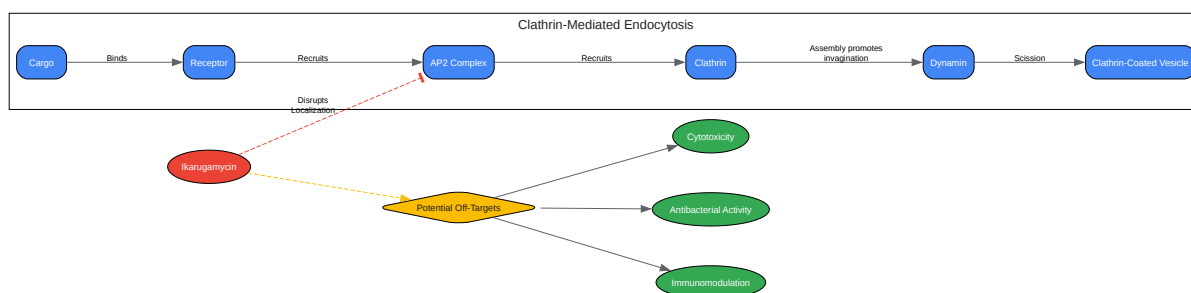 Clathrin-Mediated Endocytosis
Cargo
Binds
Receptor
Recruits
AP2 Complex
Recruits
Clathrin
Assembly promotes
invagination
Dynamin
Scission
Clathrin-Coated Vesicle
Disrupts
Localization
Ikarugamycin
Potential Off-Targets
Cytotoxicity
Antibacterial Activity
Immunomodulation